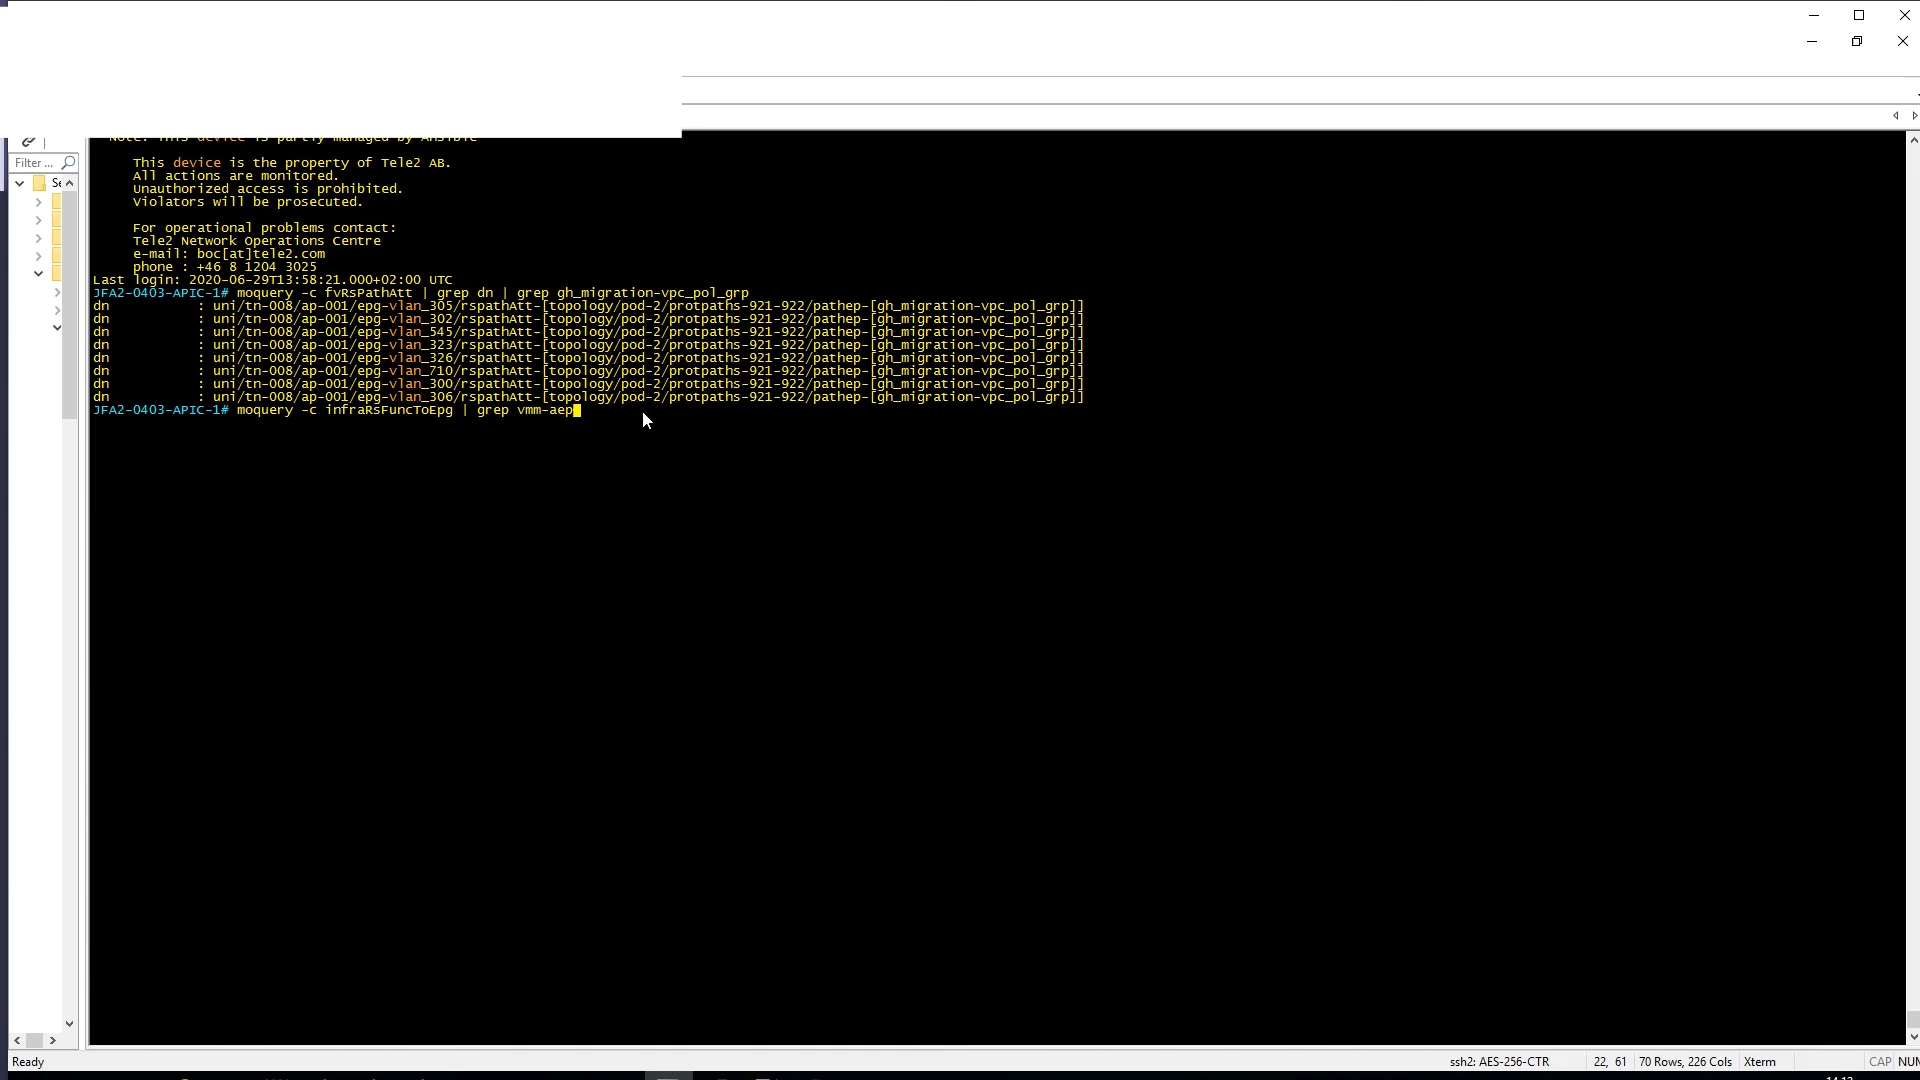 Note: This device is partly managed by Ansible
Filter ...
This device is the property of Tele2 AB.
Se
All actions are monitored.
Unauthorized access is prohibited.
Violators will be prosecuted.
For operational problems contact:
Tele2 Network Operations Centre
e-mail: boc[at]tele2.com
phone : +46 8 1204 3025
Last login: 2020-06-29T13:58:21.000+02:00 UTC
JFA2-0403-APIC-1# moquery -c fvRsPathAtt | grep dn | grep gh_migration-vpc_pol_grp
dn : uni/tn-008/ap-001/epg-vlan_305/rspathAtt-[topology/pod-2/protpaths-921-922/pathep-[gh_migration-vpc_pol_grp]]
dn : uni/tn-008/ap-001/epg-vlan_302/rspathAtt-[topology/pod-2/protpaths-921-922/pathep-[gh_migration-vpc_pol_grp]]
dn : uni/tn-008/ap-001/epg-vlan_545/rspathAtt-[topology/pod-2/protpaths-921-922/pathep-[gh_migration-vpc_pol_grp]]
dn : uni/tn-008/ap-001/epg-vlan_323/rspathAtt-[topology/pod-2/protpaths-921-922/pathep-[gh_migration-vpc_pol_grp]]
dn : uni/tn-008/ap-001/epg-vlan_326/rspathAtt-[topology/pod-2/protpaths-921-922/pathep-[gh_migration-vpc_pol_grp]]
dn : uni/tn-008/ap-001/epg-vlan_710/rspathAtt-[topology/pod-2/protpaths-921-922/pathep-[gh_migration-vpc_pol_grp]]
dn : uni/tn-008/ap-001/epg-vlan_300/rspathAtt-[topology/pod-2/protpaths-921-922/pathep-[gh_migration-vpc_pol_grp]]
dn : uni/tn-008/ap-001/epg-vlan_306/rspathAtt-[topology/pod-2/protpaths-921-922/pathep-[gh_migration-vpc_pol_grp]]
JFA2-0403-APIC-1# moquery -c infraRsFuncToEpg | grep vmm-aep
Ready ssh2: AES-256-CTR 22, 61 70 Rows, 226 Cols Xterm CAP NUM